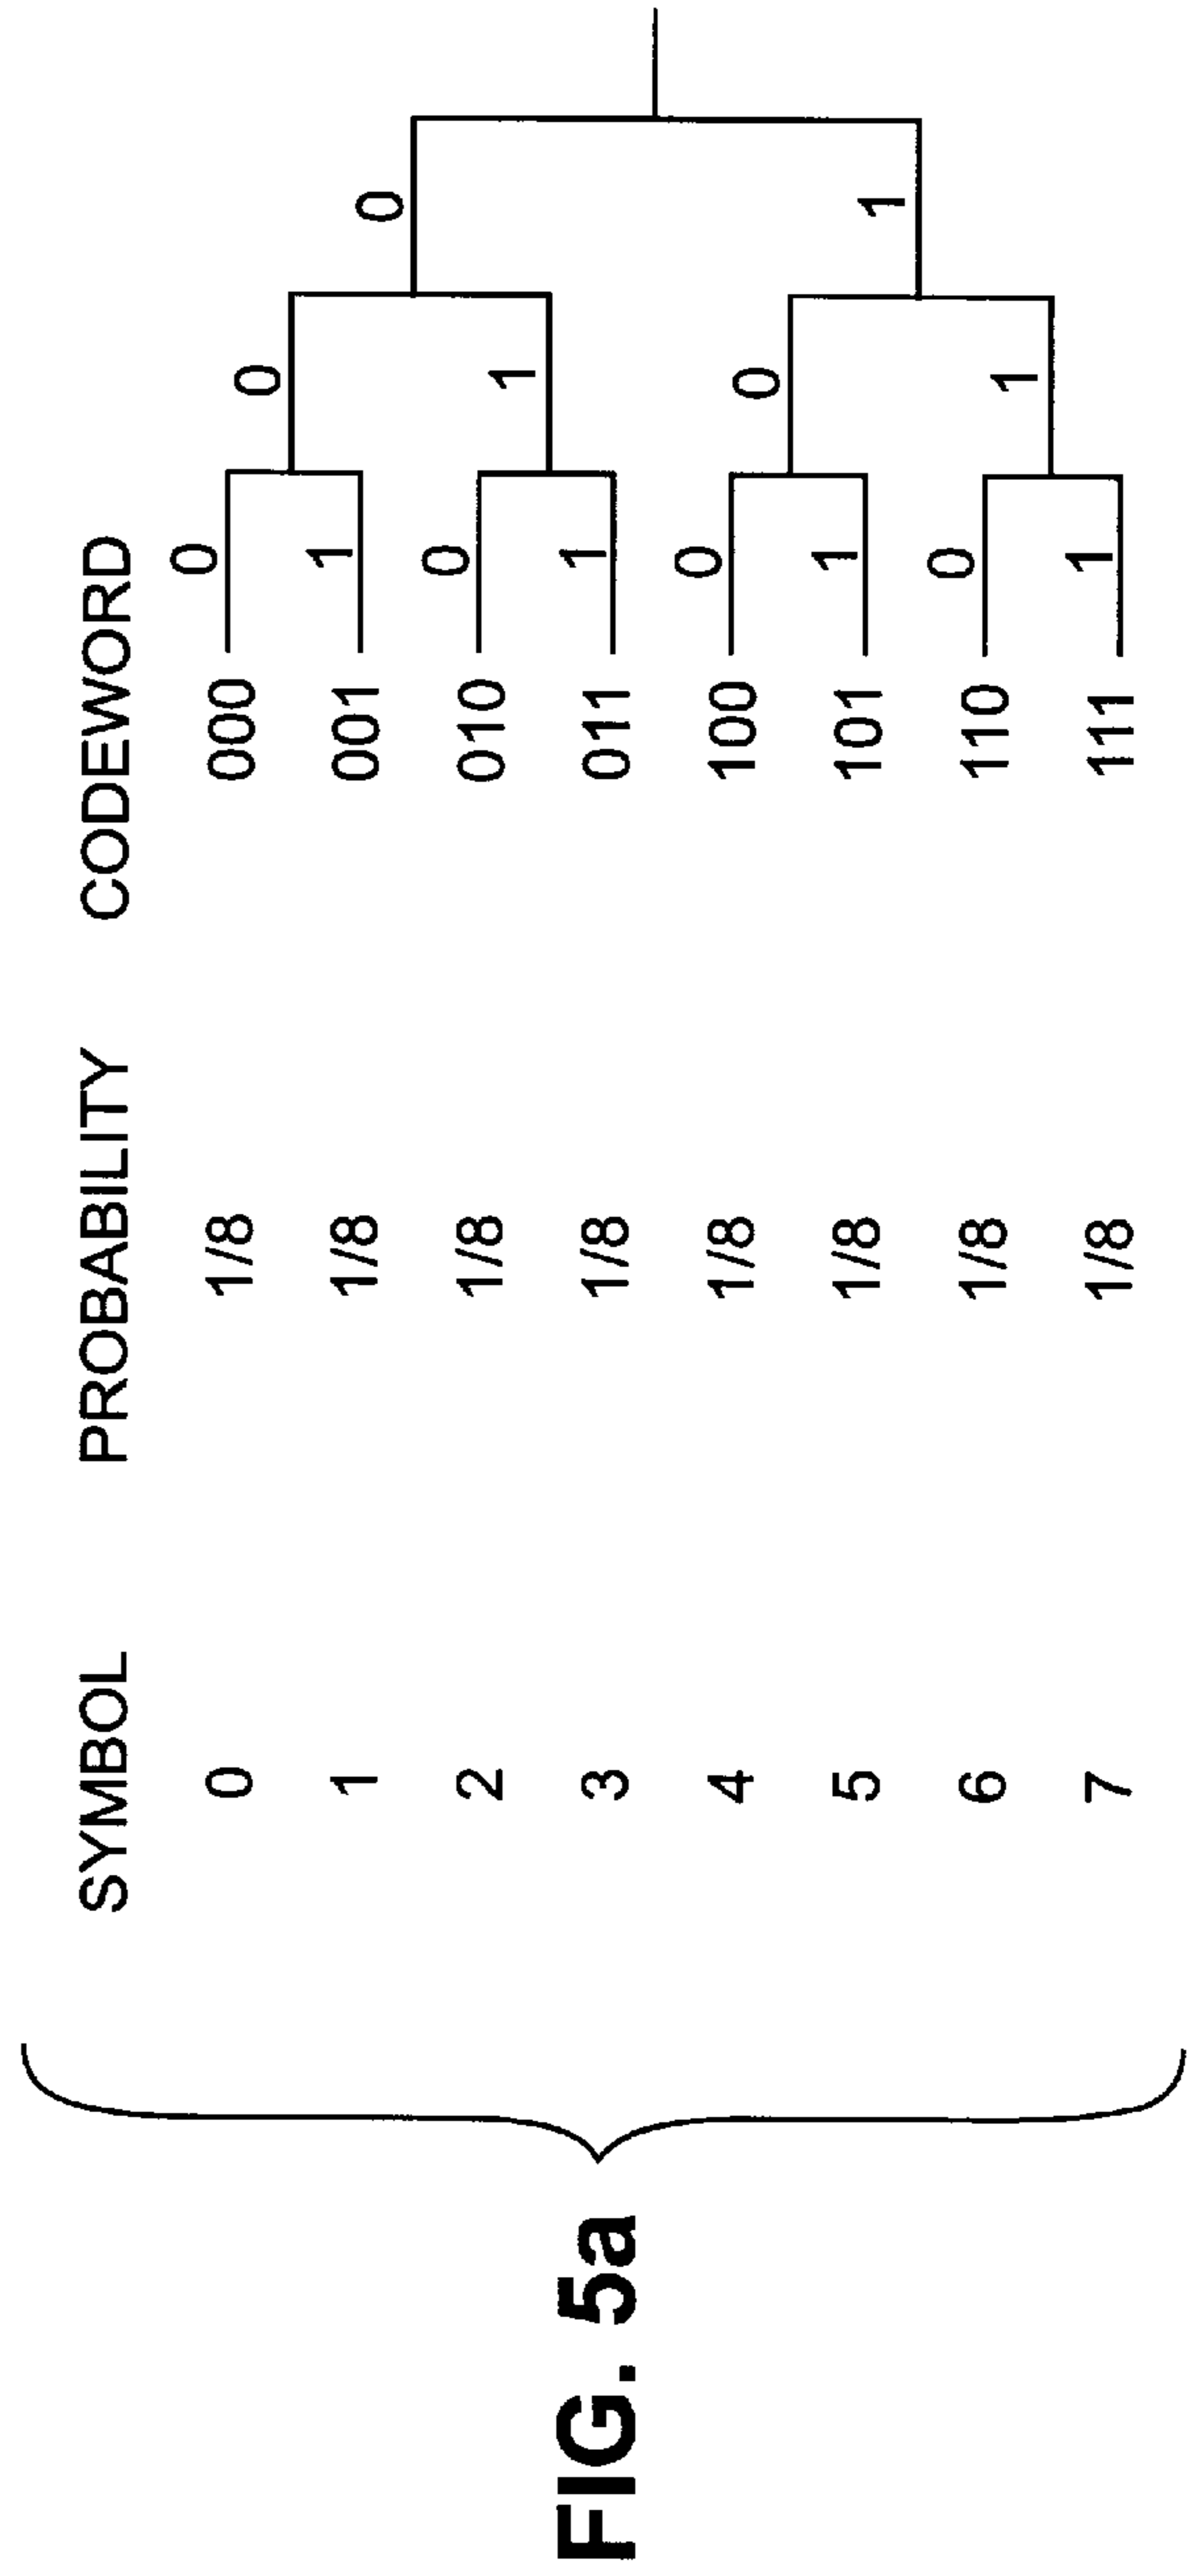 SYMBOL PROBABILITY CODEWORD
0 1/8 000 0
0
1 1/8 001 1
0
2 1/8 010 0
1
3 1/8 011 1
4 1/8 100 0
0
5 1/8 101 1
1
6 1/8 110 0
1
7 1/8 111 1
FIG. 5a